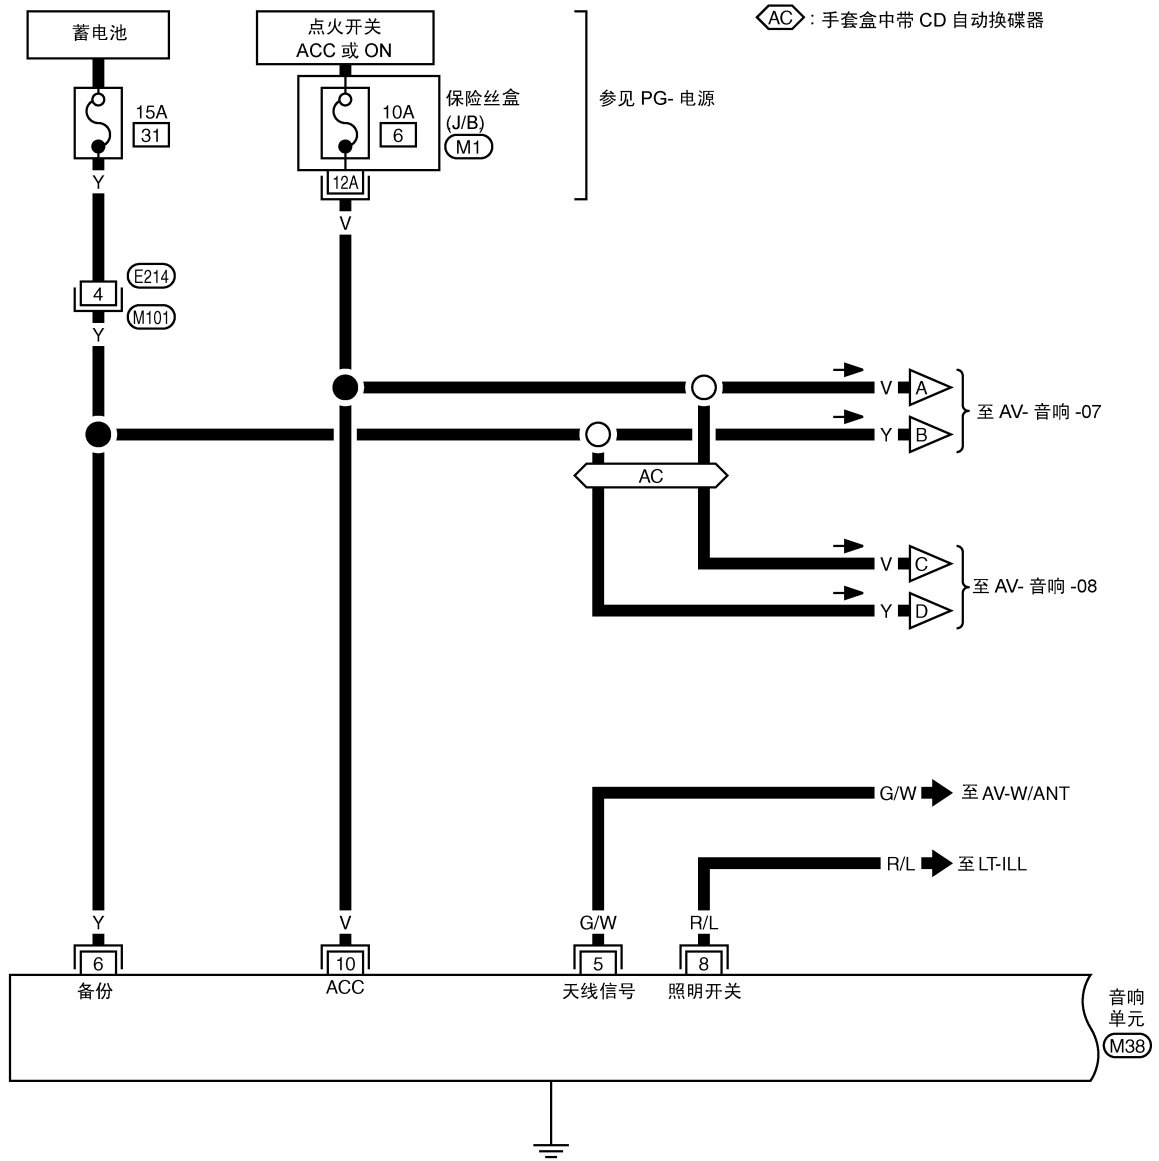 蓄电池
点火开关
ACC 或 ON
AC : 手套盒中带 CD 自动换碟器
15A
31
10A
6
保险丝盒
(J/B)
M1
参见 PG- 电源
12A
Y
V
4
E214
M101
Y
V
A
至 AV- 音响 -07
Y
B
AC
V
C
至 AV- 音响 -08
Y
D
G/W
至 AV-W/ANT
R/L
至 LT-ILL
Y
V
G/W
R/L
6
10
5
8
备份
ACC
天线信号
照明开关
音响
单元
M38